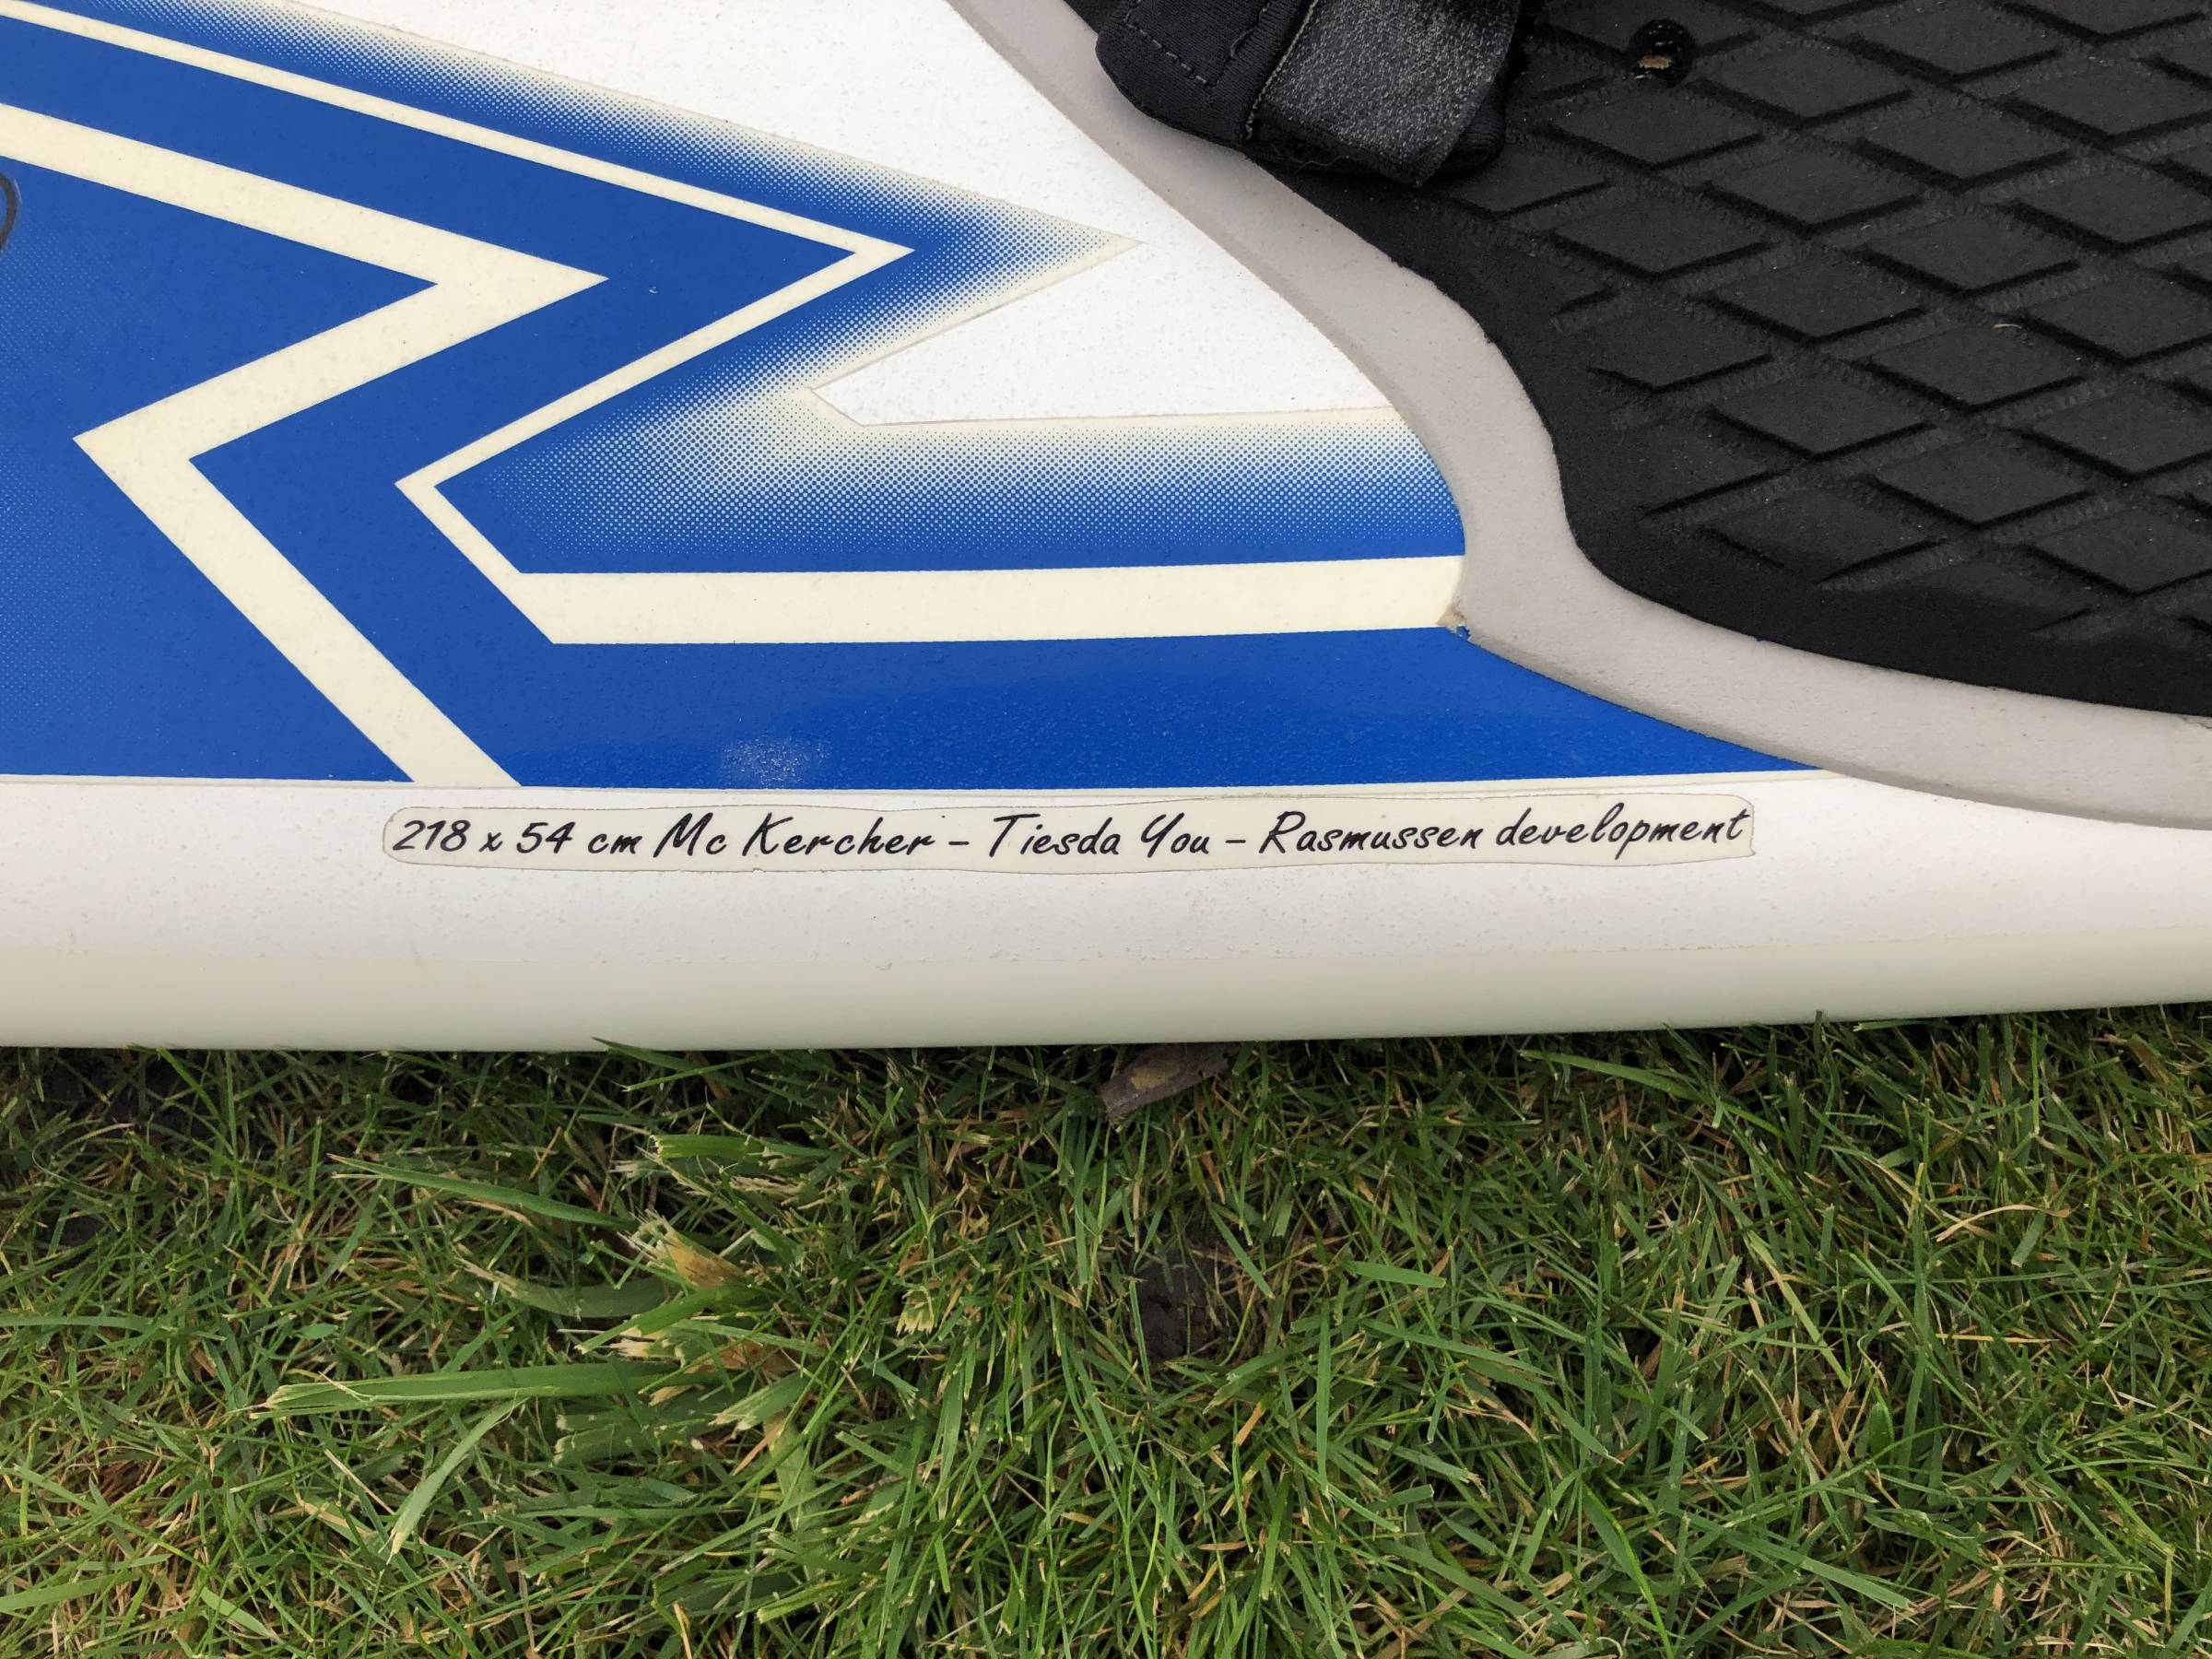 218 x 54 cm Mc Kercher - Tiesda You - Rasmussen development